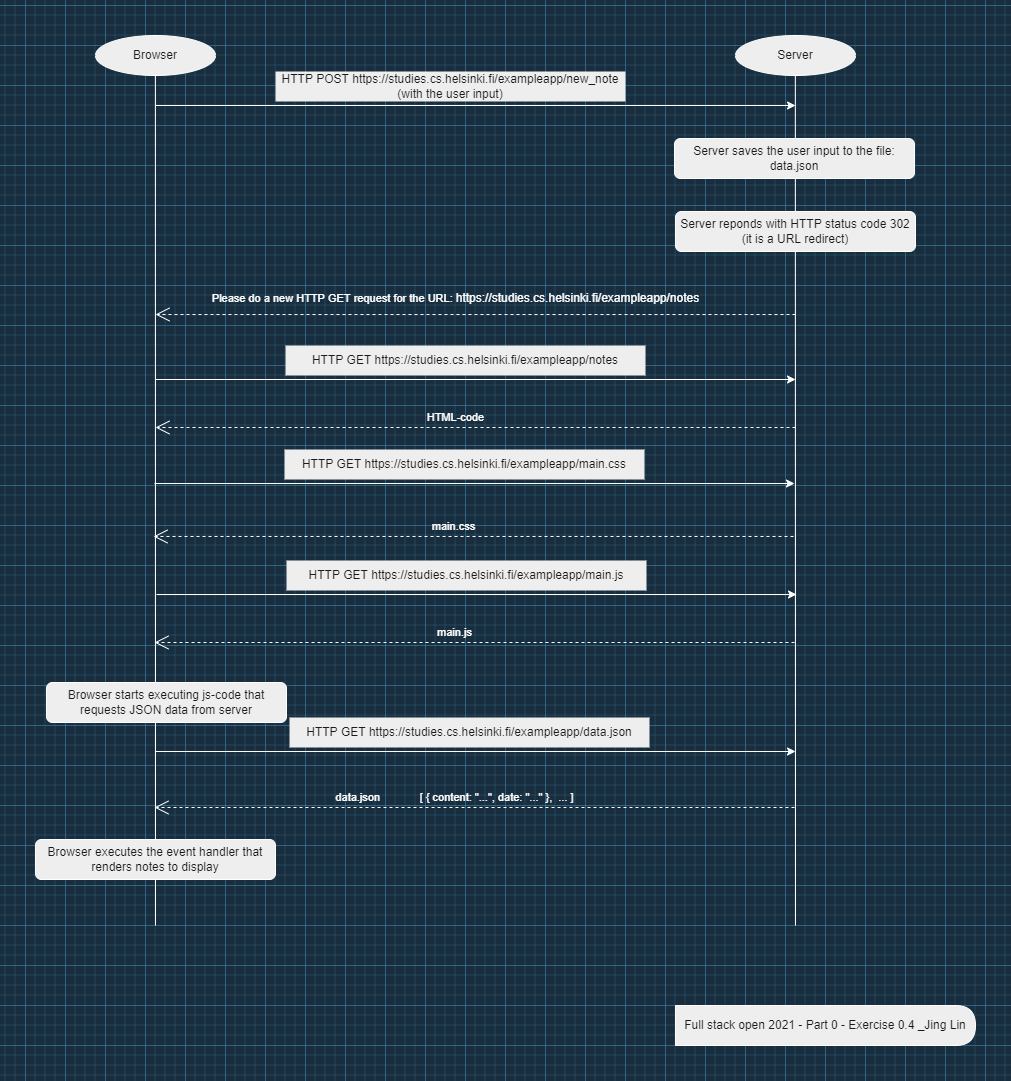 Browser
Server
HTTP POST https://studies.cs.helsinki.fi/exampleapp/new_note
(with the user input)
Server saves the user input to the file:
data.json
Server reponds with HTTP status code 302
(it is a URL redirect)
Please do a new HTTP GET request for the URL: https://studies.cs.helsinki.fi/exampleapp/notes
HTTP GET https://studies.cs.helsinki.fi/exampleapp/notes
HTML-code
HTTP GET https://studies.cs.helsinki.fi/exampleapp/main.css
main.css
HTTP GET https://studies.cs.helsinki.fi/exampleapp/main.js
main.js
Browser starts executing js-code that
requests JSON data from server
HTTP GET https://studies.cs.helsinki.fi/exampleapp/data.json
data.json [ { content: "...", date: "..." }, ... ]
Browser executes the event handler that
renders notes to display
Full stack open 2021 - Part 0 - Exercise 0.4 _Jing Lin